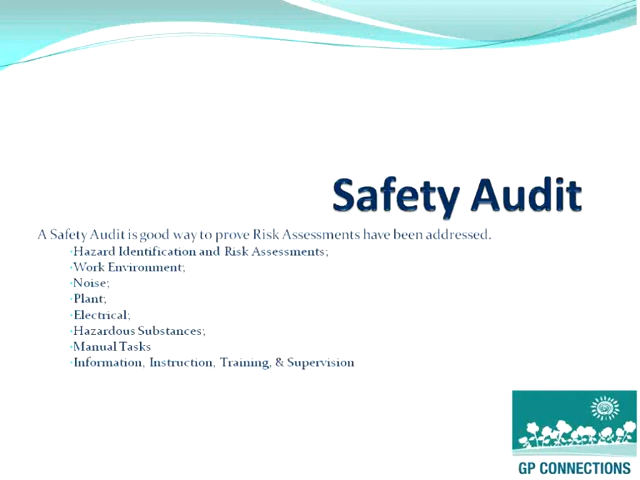 Safety Audit
A Safety Audit is good way to prove Risk Assessments have been addressed.
•Hazard Identification and Risk Assessments;
•Work Environment;
•Noise;
•Plant;
•Electrical;
•Hazardous Substances;
•Manual Tasks
•Information, Instruction, Training, & Supervision
GP CONNECTIONS